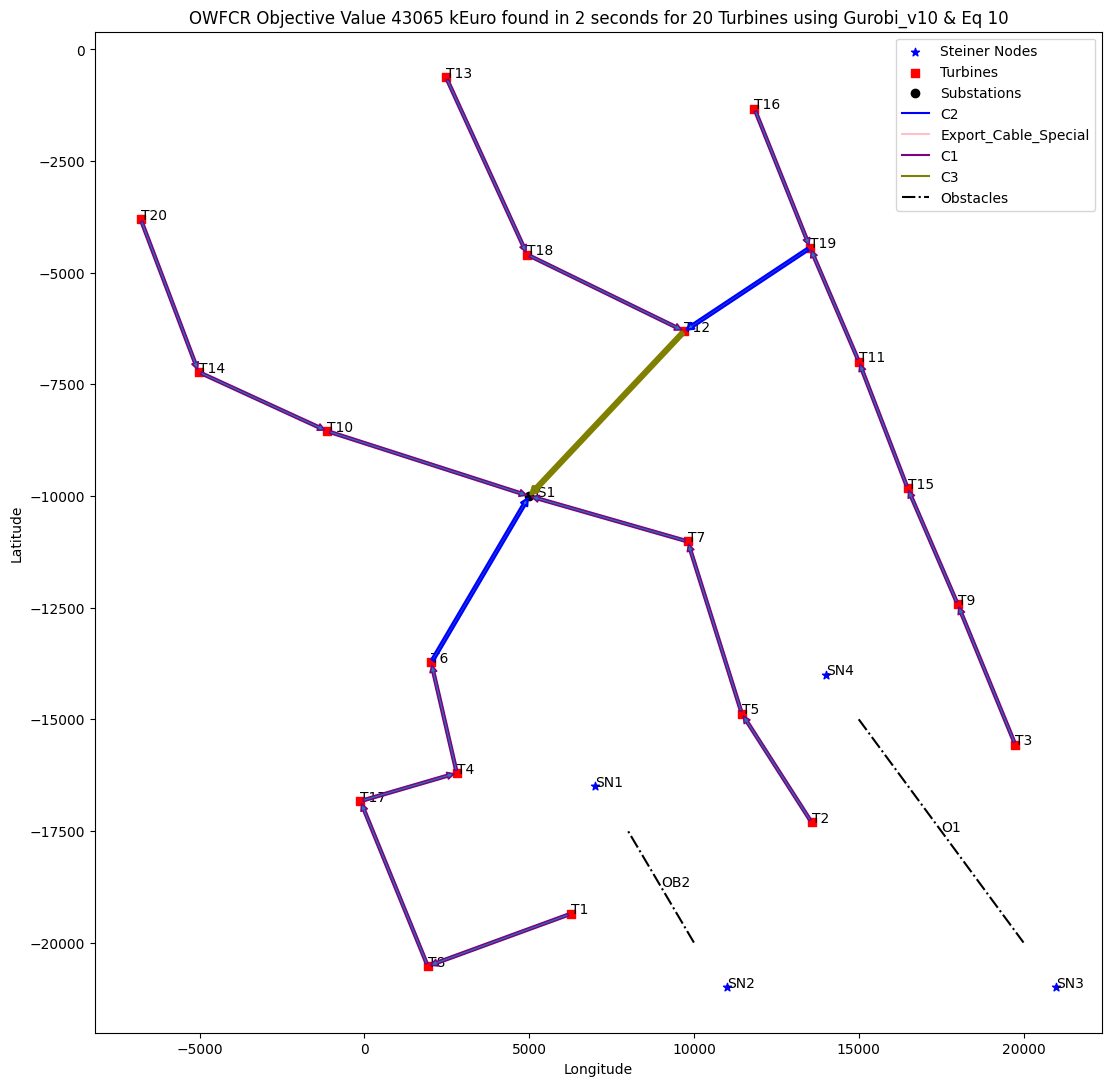 OWFCR Objective Value 43065 kEuro found in 2 seconds for 20 Turbines using Gurobi_v10 & Eq 10
Steiner Nodes
Turbines
Substations
C2
Export_Cable_Special
C1
C3
Obstacles
0
−2500
−5000
−7500
−10000
−12500
−15000
−17500
−20000
Latitude
T13
T16
T20
T19
T18
T12
T11
T14
T10
T15
SS1
T7
T9
T6
SN4
T5
T3
T4
SN1
T17
T2
O1
OB2
T1
T8
SN2
SN3
−5000
0
5000
10000
15000
20000
Longitude